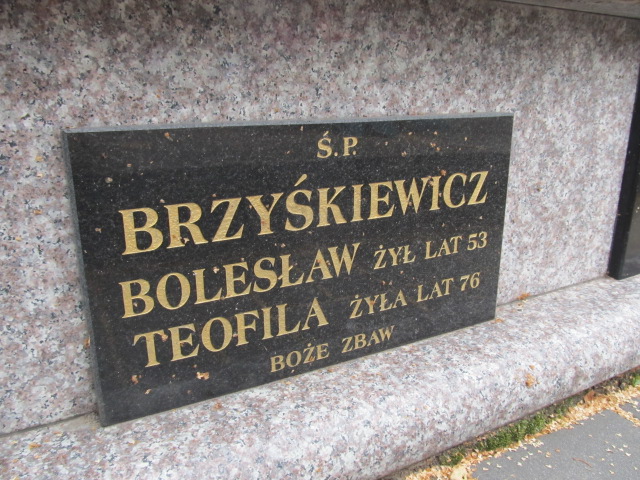 Ś.P.
BRZYŚKIEWICZ
BOLESŁAW ŻYŁ LAT 53
TEOFILA ŻYŁA LAT 76
BOŻE ZBAW